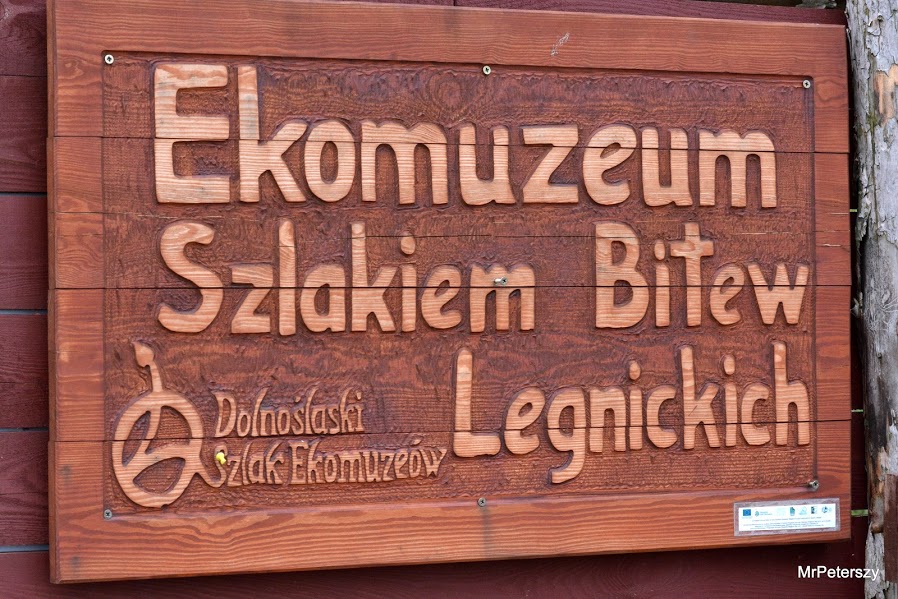 Ekomuzeum
Szlakiem Bitew
Legnickich
Dolnośląski
Szlak Ekomuzeów
MrPeterszy